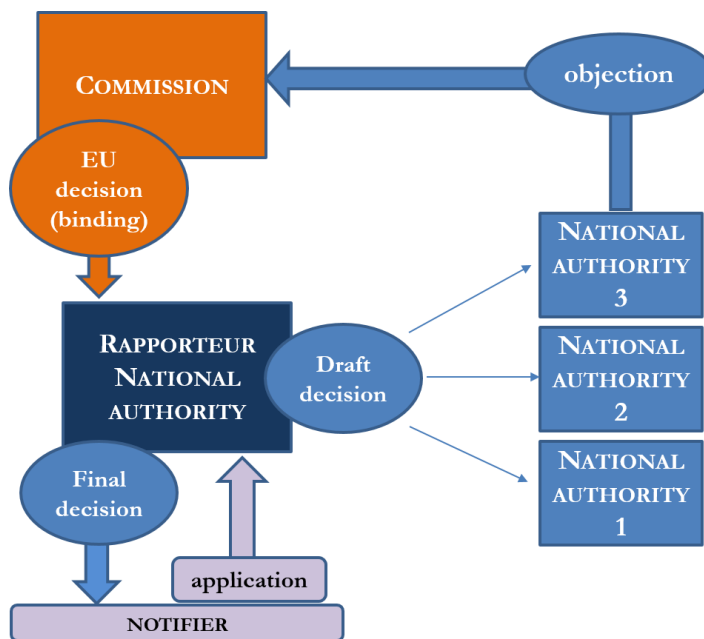 COMMISSION
objection
EU
decision
(binding)
NATIONAL
AUTHORITY
3
RAPPORTEUR
NATIONAL
AUTHORITY
Draft
decision
NATIONAL
AUTHORITY
2
NATIONAL
AUTHORITY
1
Final
decision
application
NOTIFIER